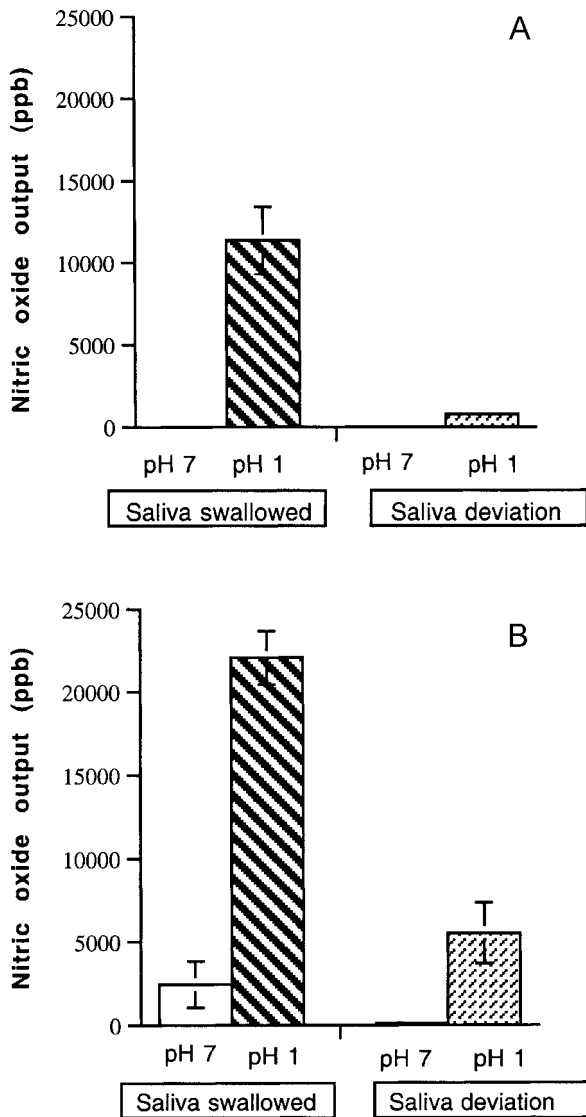 A
Nitric oxide output (ppb)
25000
20000
15000
10000
5000
0
pH 7 pH 1 pH 7 pH 1
Saliva swallowed Saliva deviation
B
Nitric oxide output (ppb)
25000
20000
15000
10000
5000
0
pH 7 pH 1 pH 7 pH 1
Saliva swallowed Saliva deviation